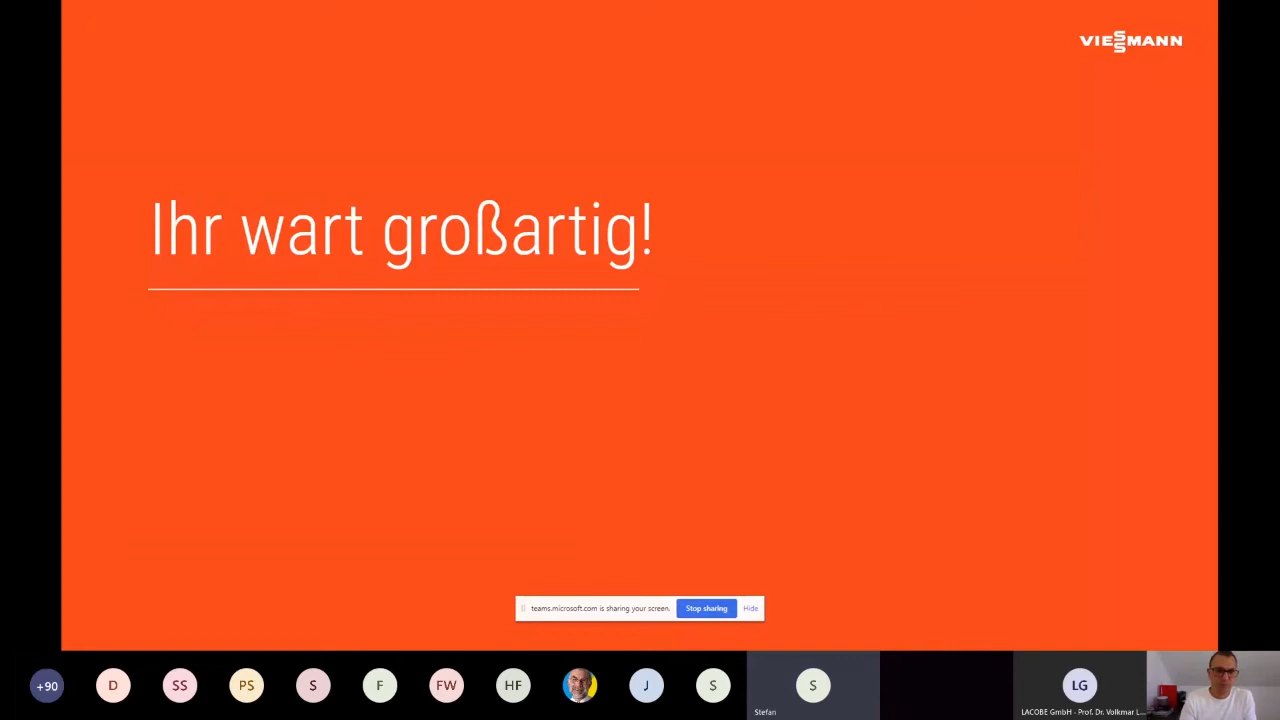 VIESSMANN
Ihr wart großartig!
teams.microsoft.com is sharing your screen. Stop sharing Hide
+90 D SS PS S F FW HF J S S LG
Stefan
LACOBE GmbH - Prof. Dr. Volkmar L...